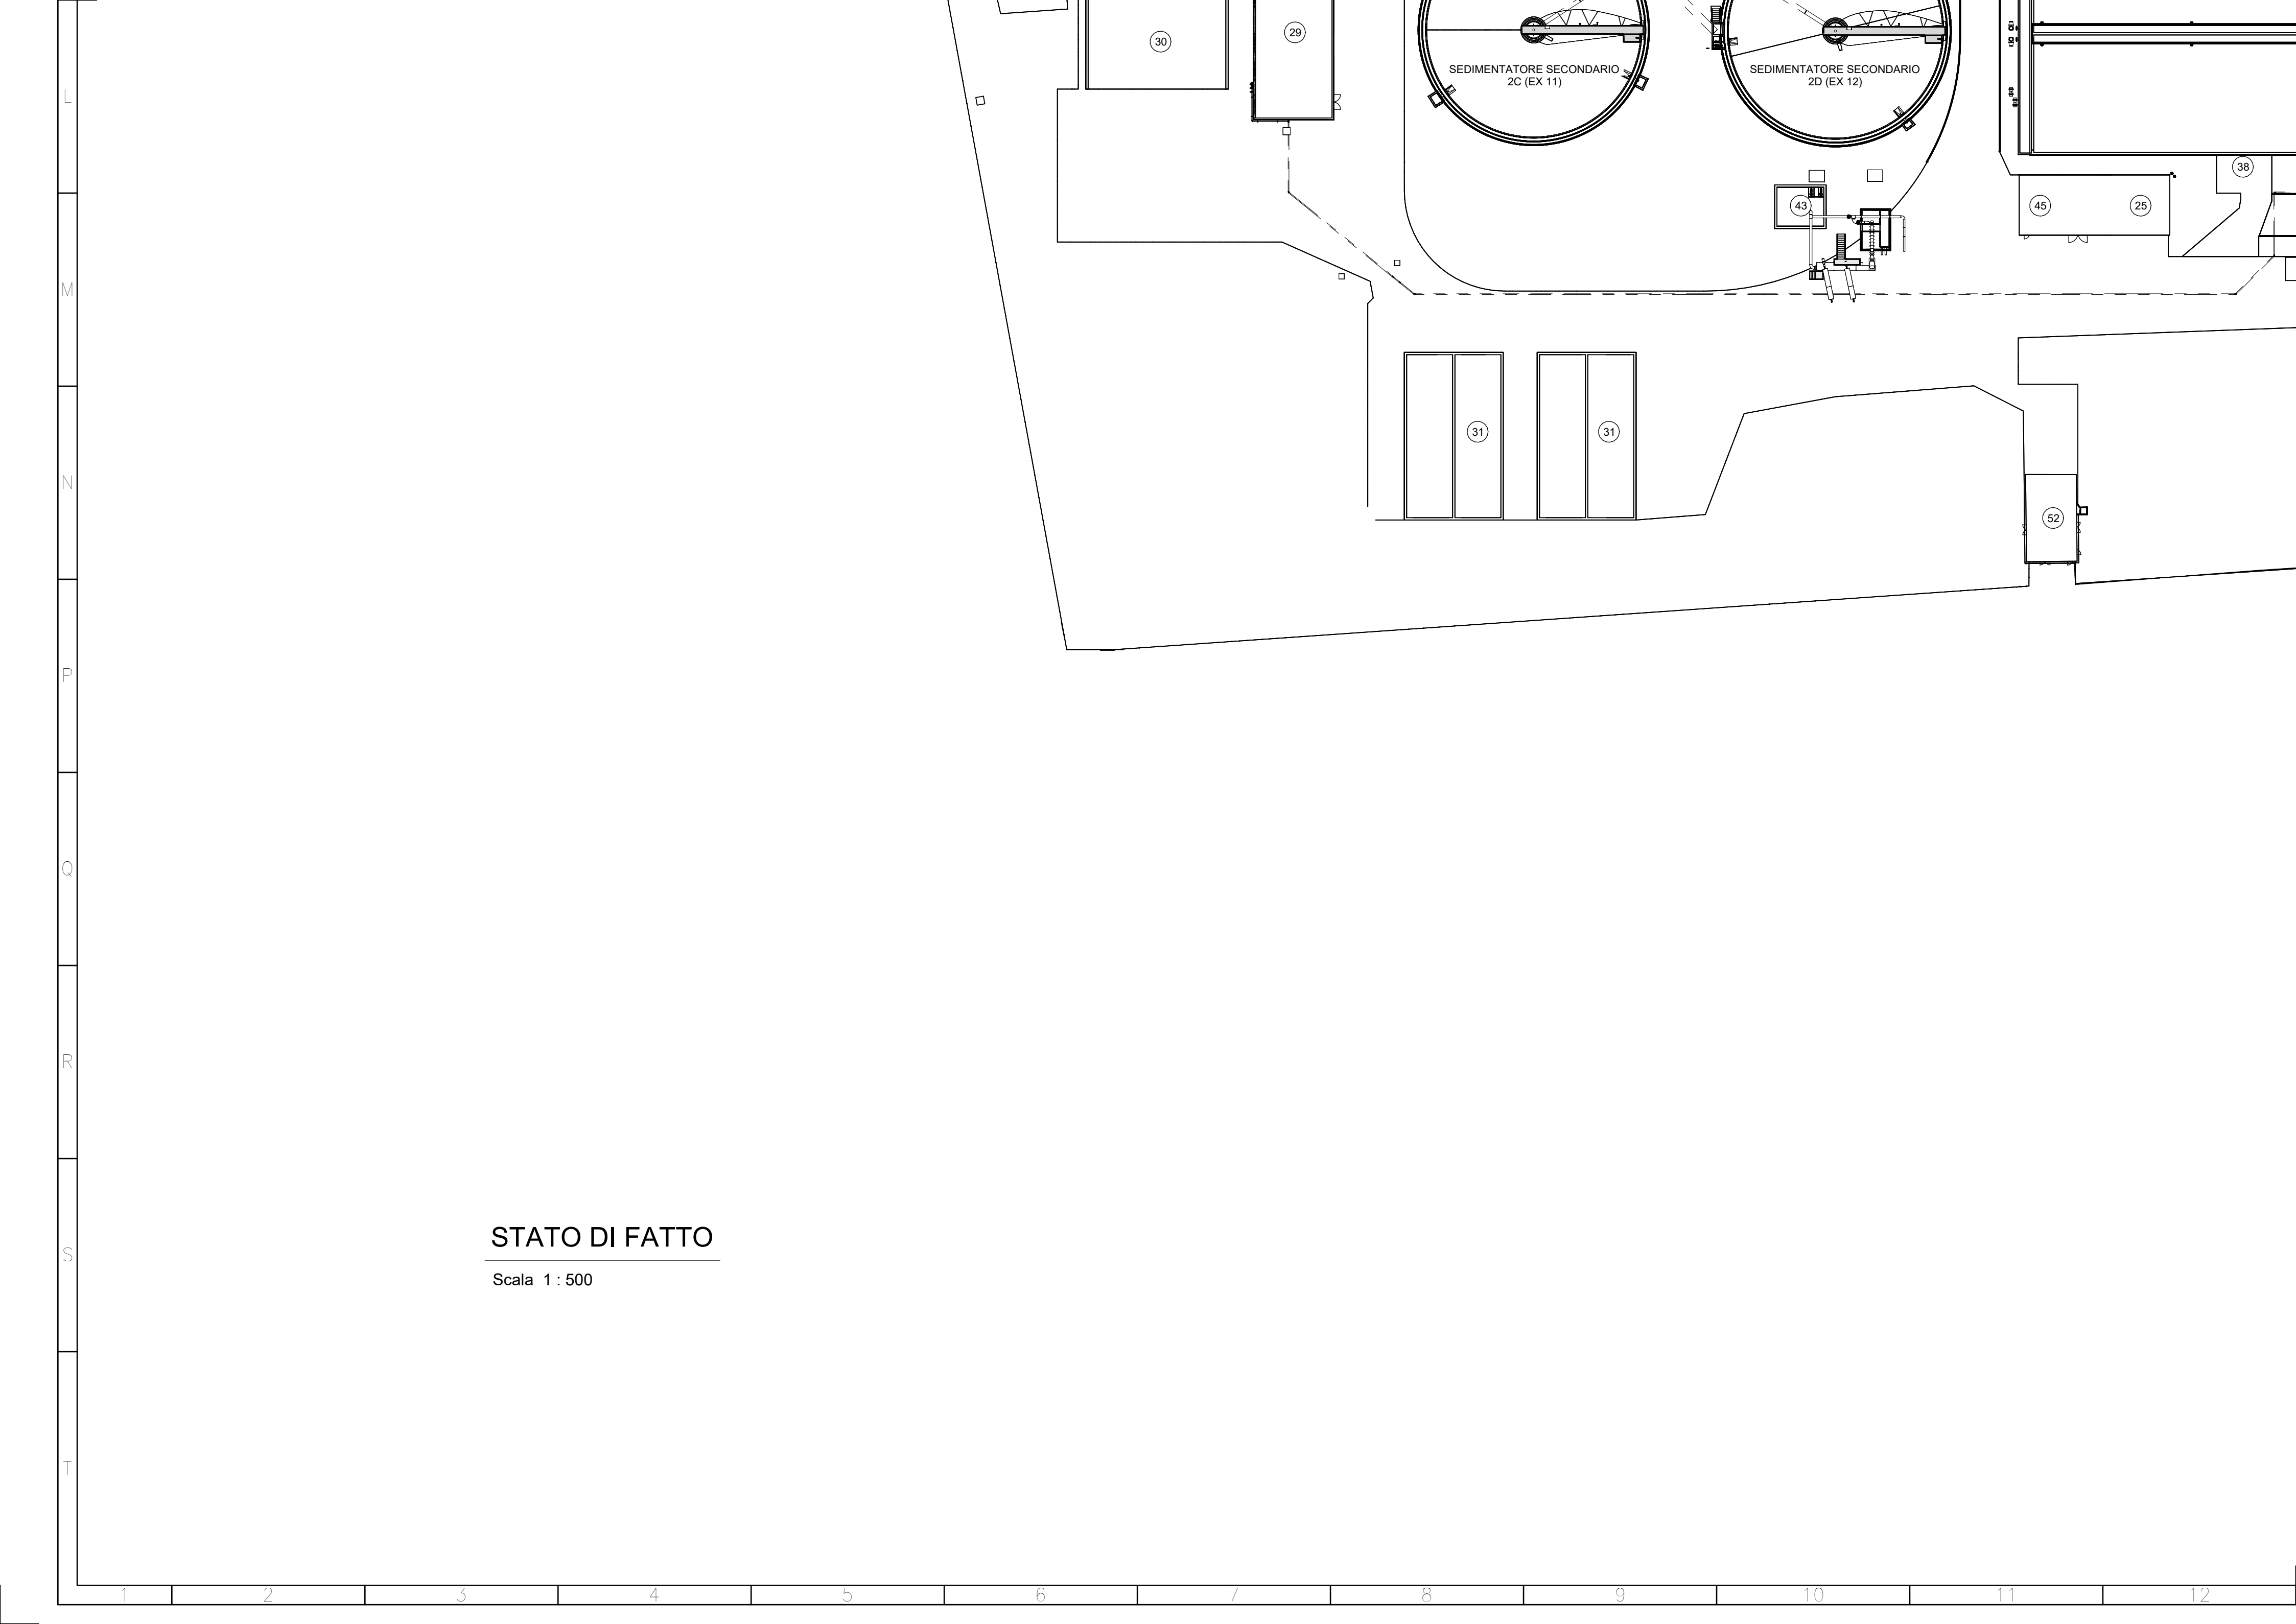 30
29
SEDIMENTATORE SECONDARIO
2C (EX 11)
SEDIMENTATORE SECONDARIO
2D (EX 12)
L
38
43
45
25
M
31
31
N
52
P
Q
R
STATO DI FATTO
S
Scala 1 : 500
T
1
2
3
4
5
6
7
8
9
10
11
12